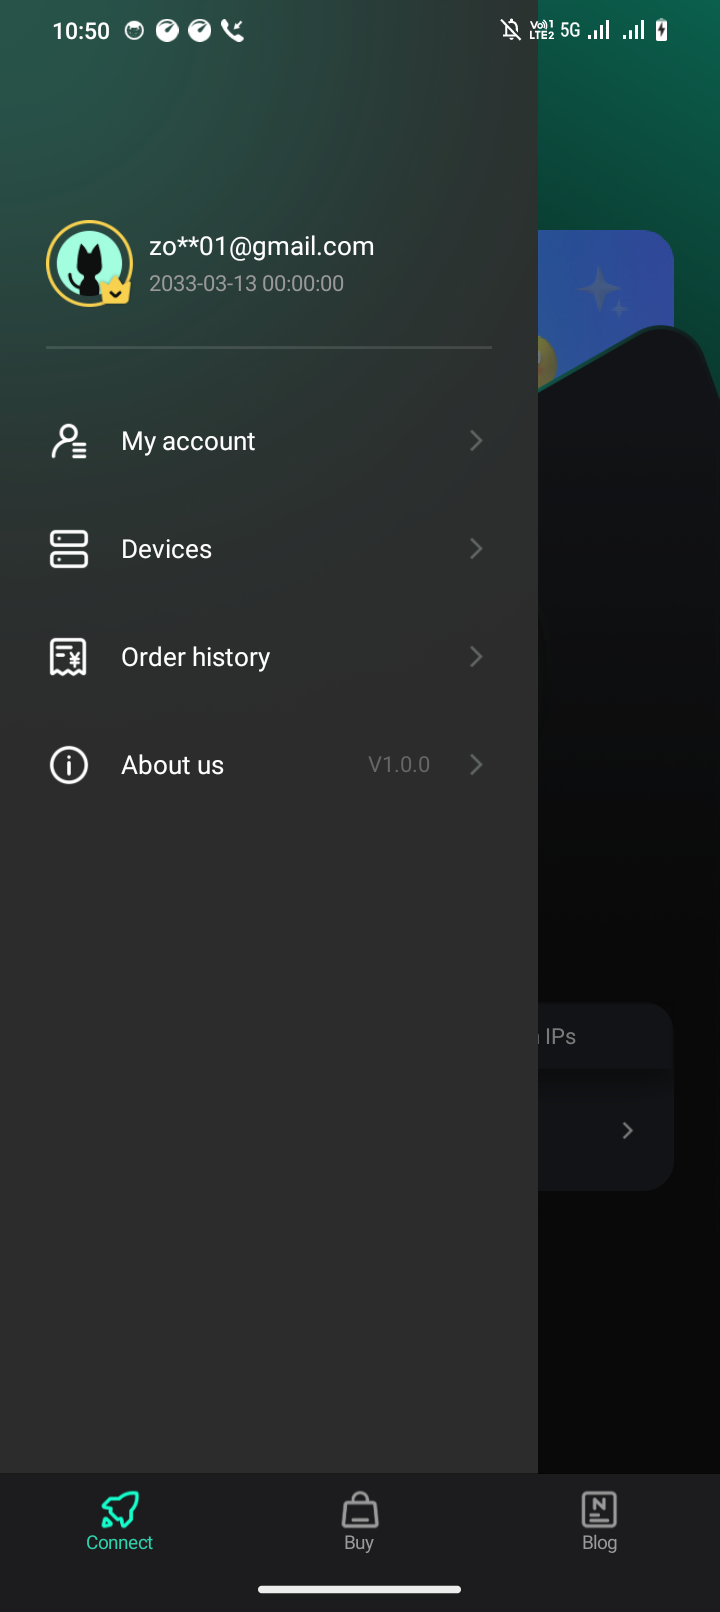 10:50
Vo)) 1
LTE2
5G
zo**01@gmail.com
2033-03-13 00:00:00
My account
Devices
Order history
About us
V1.0.0
IPs
Connect
Buy
Blog